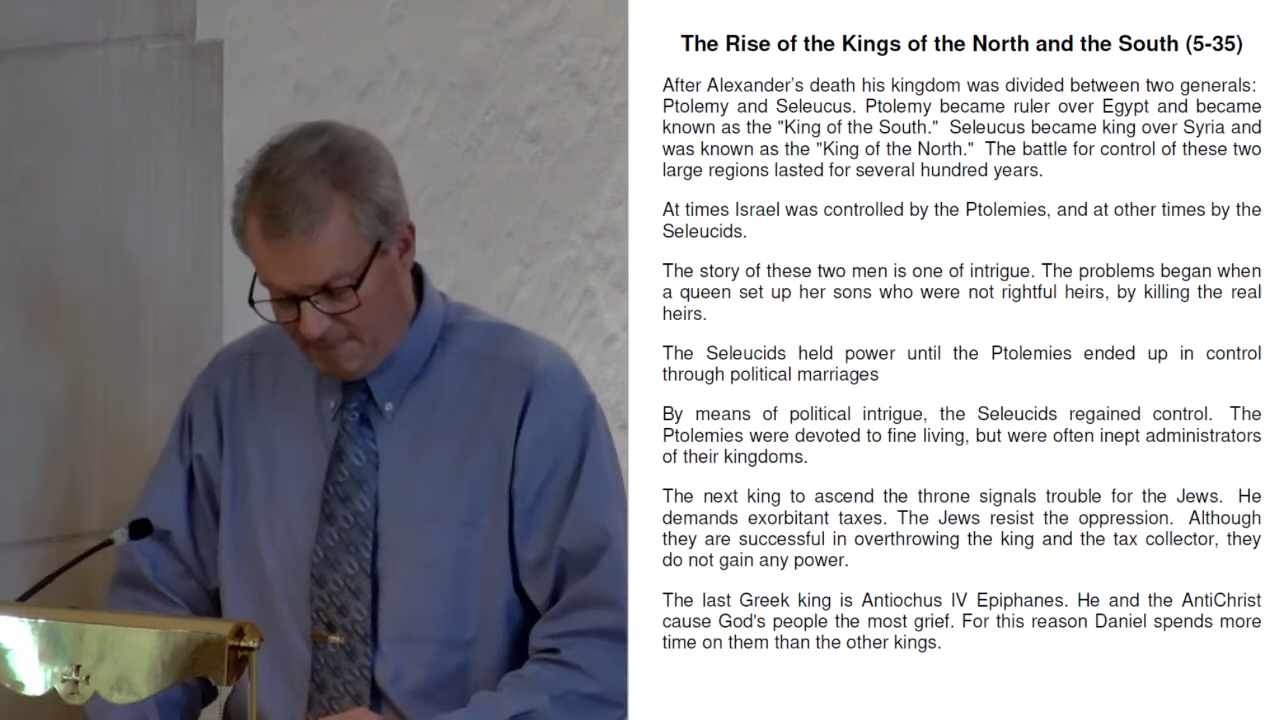 The Rise of the Kings of the North and the South (5-35)
After Alexander's death his kingdom was divided between two generals:
Ptolemy and Seleucus. Ptolemy became ruler over Egypt and became
known as the "King of the South."  Seleucus became king over Syria and
was known as the "King of the North."  The battle for control of these two
large regions lasted for several hundred years.
At times Israel was controlled by the Ptolemies, and at other times by the
Seleucids.
The story of these two men is one of intrigue. The problems began when
a queen set up her sons who were not rightful heirs, by killing the real
heirs.
The Seleucids held power until the Ptolemies ended up in control
through political marriages
By means of political intrigue, the Seleucids regained control.  The
Ptolemies were devoted to fine living, but were often inept administrators
of their kingdoms.
The next king to ascend the throne signals trouble for the Jews.  He
demands exorbitant taxes. The Jews resist the oppression.  Although
they are successful in overthrowing the king and the tax collector, they
do not gain any power.
The last Greek king is Antiochus IV Epiphanes. He and the AntiChrist
cause God's people the most grief. For this reason Daniel spends more
time on them than the other kings.